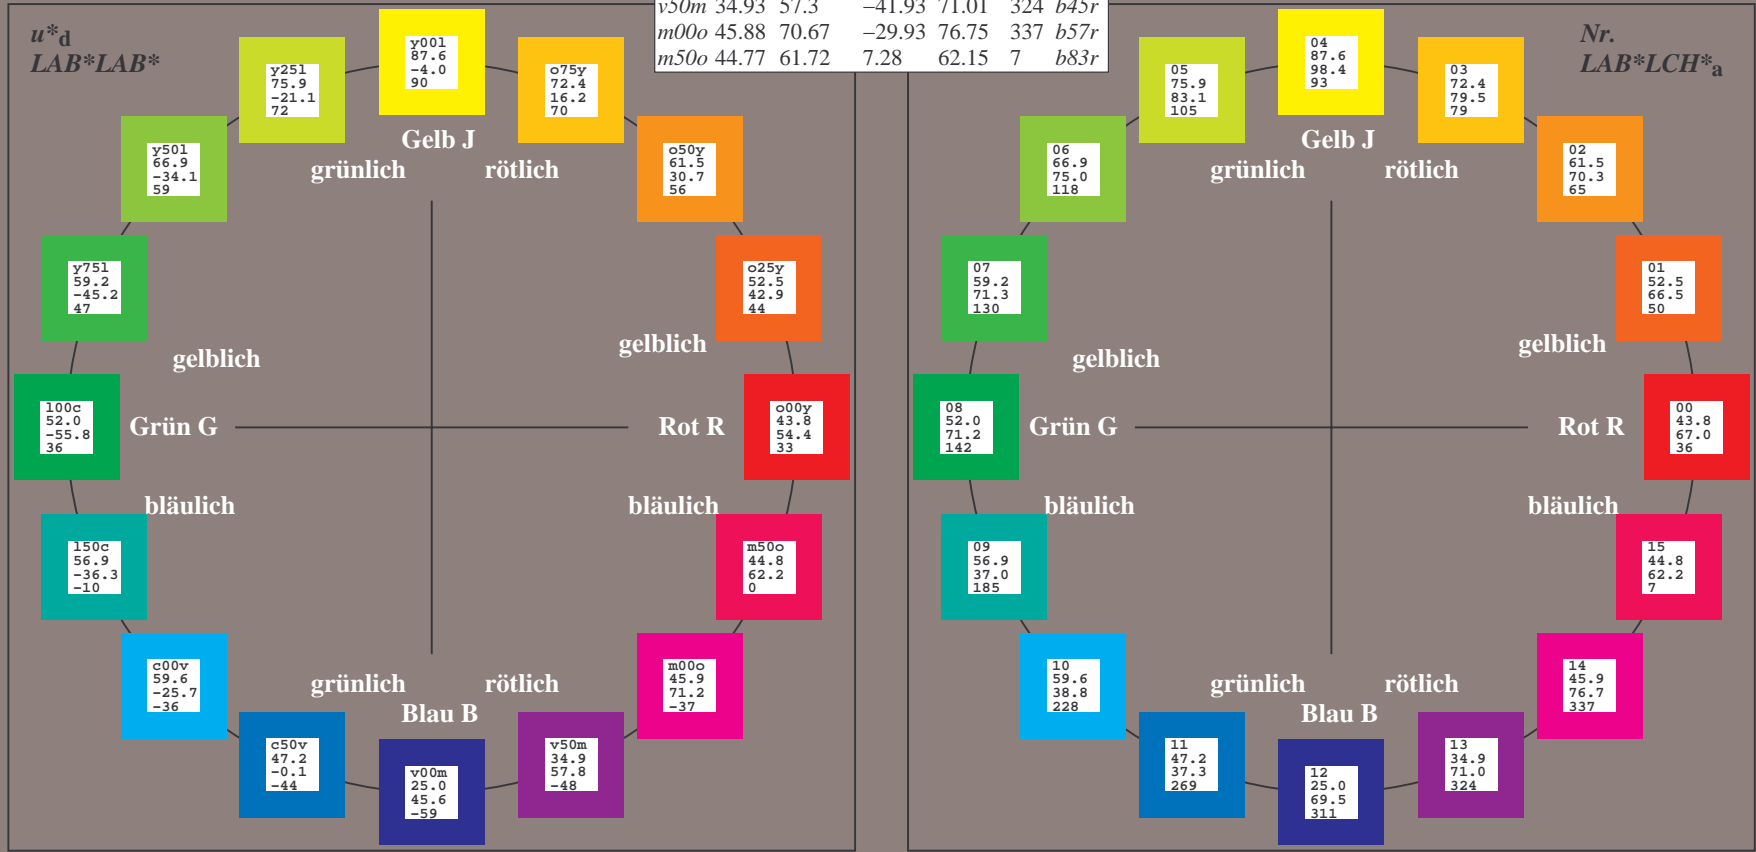 v50m 34.93 57.3 −41.93 71.01 324 b45r
m00o 45.88 70.67 −29.93 76.75 337 b57r
m50o 44.77 61.72 7.28 62.15 7 b83r
u*d
LAB*LAB*
y00l
87.6
-4.0
90
y25l
75.9
-21.1
72
o75y
72.4
16.2
70
y50l
66.9
-34.1
59
o50y
61.5
30.7
56
Gelb J
grünlich rötlich
y75l
59.2
-45.2
47
o25y
52.5
42.9
44
gelblich
gelblich
l00c
52.0
-55.8
36
Grün G
Rot R
o00y
43.8
54.4
33
bläulich
bläulich
l50c
56.9
-36.3
-10
m50o
44.8
62.2
0
c00v
59.6
-25.7
-36
m00o
45.9
71.2
-37
grünlich rötlich
Blau B
c50v
47.2
-0.1
-44
v00m
25.0
45.6
-59
v50m
34.9
57.8
-48
Nr.
LAB*LCH*a
04
87.6
98.4
93
05
75.9
83.1
105
03
72.4
79.5
79
06
66.9
75.0
118
02
61.5
70.3
65
Gelb J
grünlich rötlich
07
59.2
71.3
130
01
52.5
66.5
50
gelblich
gelblich
08
52.0
71.2
142
Grün G
Rot R
00
43.8
67.0
36
bläulich
bläulich
09
56.9
37.0
185
15
44.8
62.2
7
10
59.6
38.8
228
14
45.9
76.7
337
grünlich rötlich
Blau B
11
47.2
37.3
269
12
25.0
69.5
311
13
34.9
71.0
324